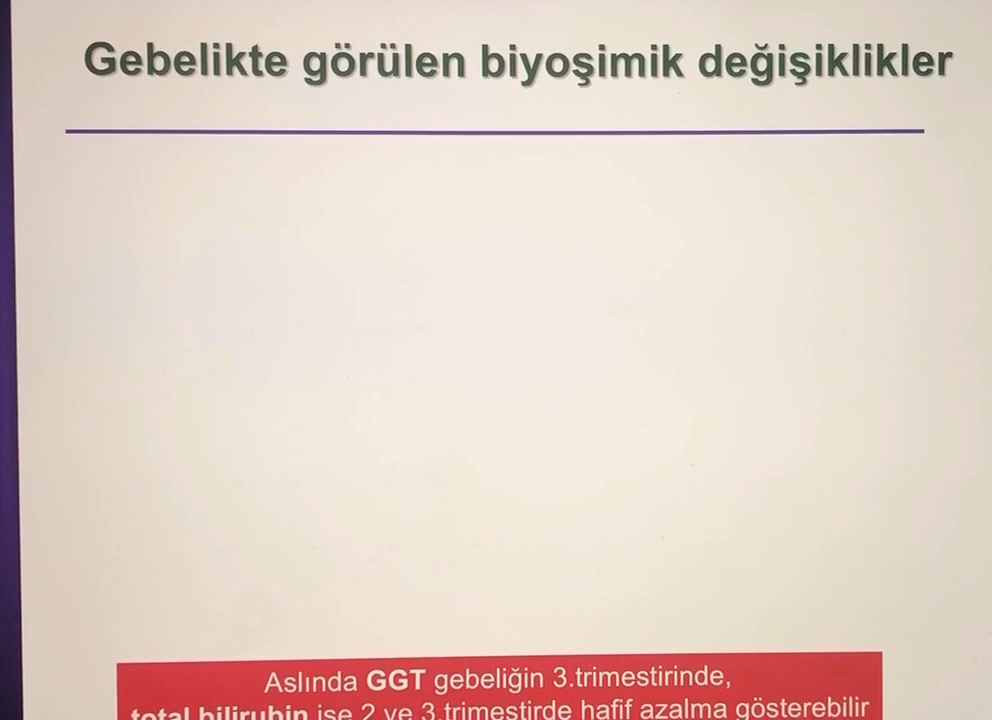 Gebelikte görülen biyoşimik değişiklikler
Aslında GGT gebeliğin 3.trimestirinde,
total bilirubin ise 2 ve 3.trimestirde hafif azalma gösterebilir